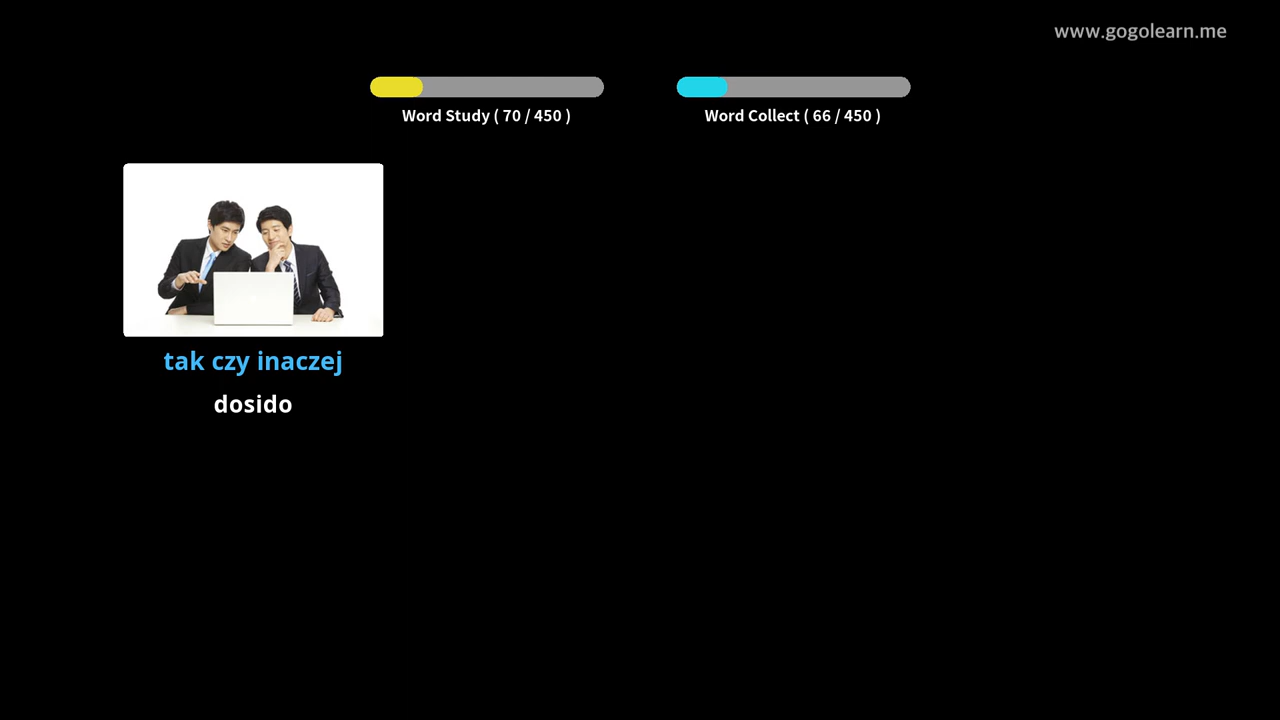 www.gogolearn.me
Word Study ( 70 / 450 )
Word Collect ( 66 / 450 )
tak czy inaczej
dosido